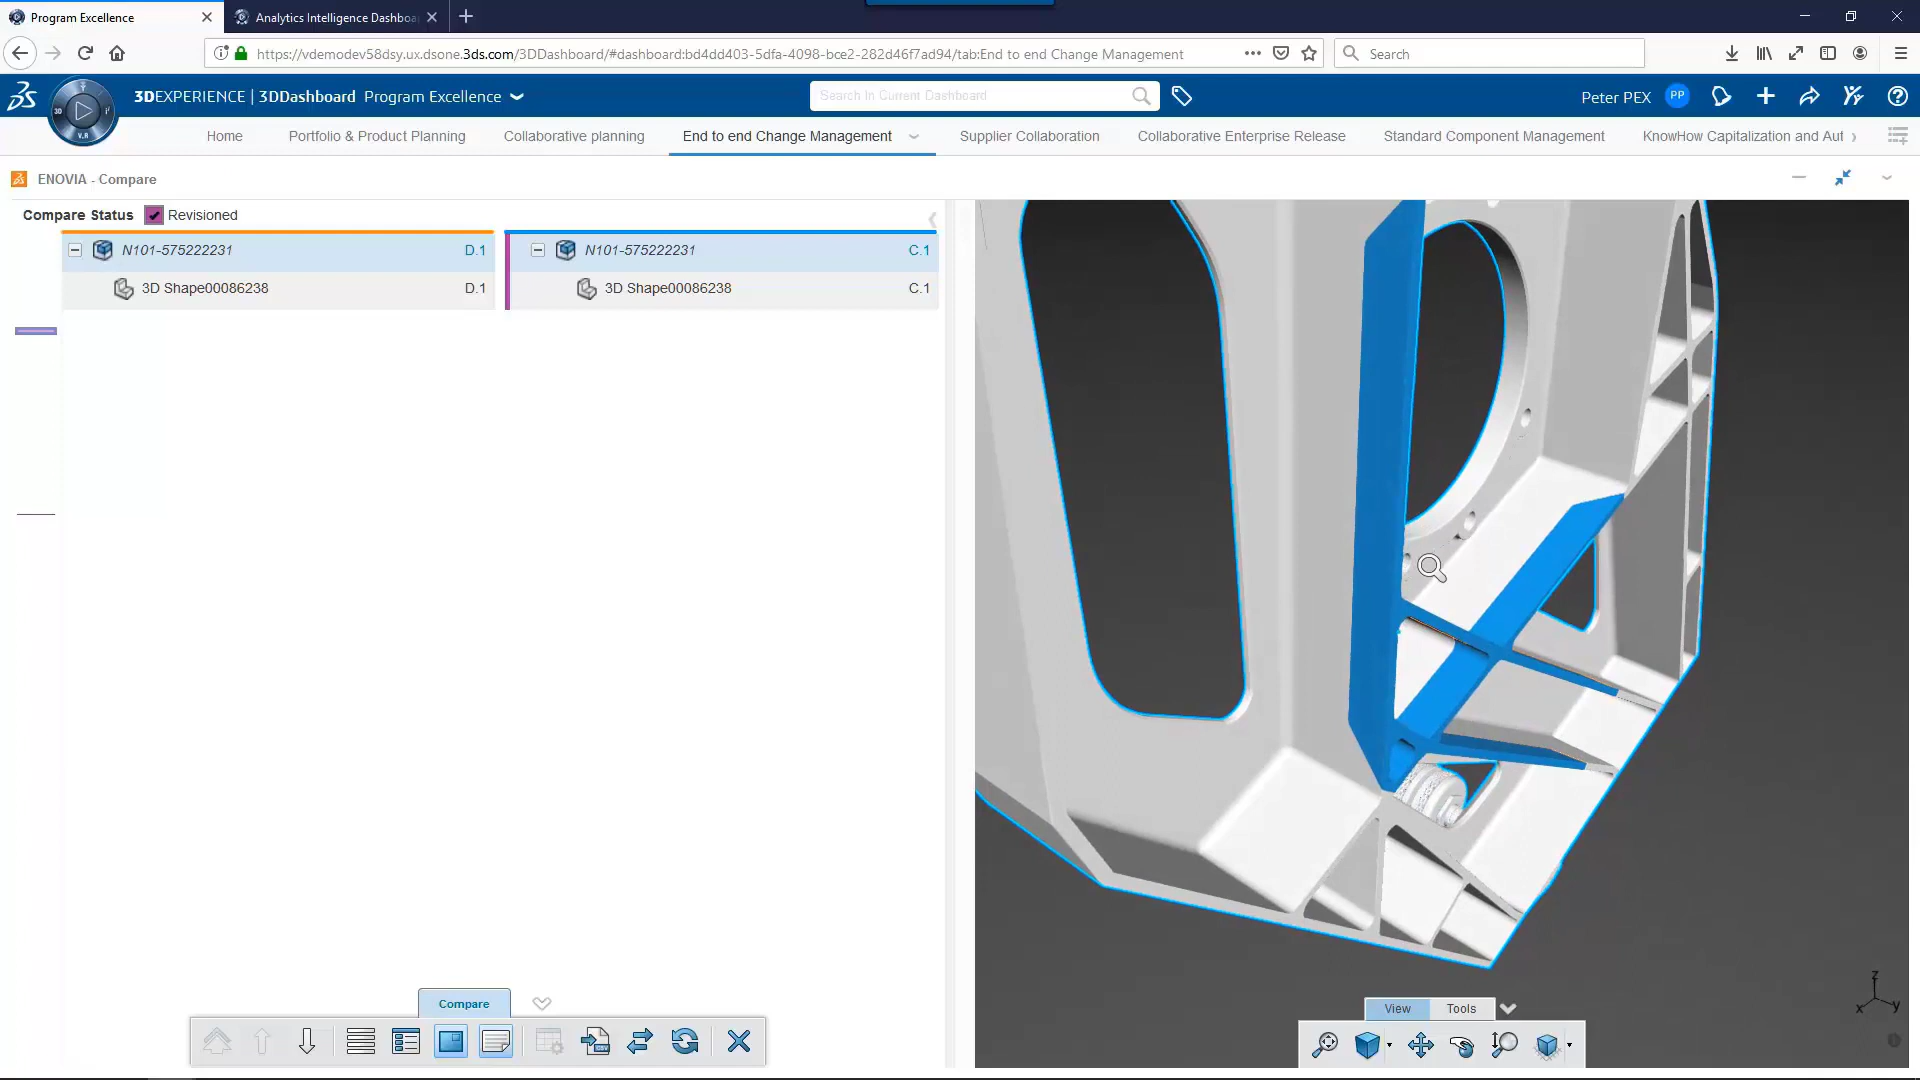 Program Excellence
Analytics Intelligence Dashboa
https://vdemodev58dsy.ux.dsone.3ds.com/3DDashboard/#dashboard:bd4dd403-5dfa-4098-bce2-282d46f7ad94/tab:End to end Change Management
Search
3DEXPERIENCE | 3DDashboard Program Excellence
Search In Current Dashboard
Peter PEX
PP
3D
V.R
Home
Portfolio & Product Planning
Collaborative planning
End to end Change Management
Supplier Collaboration
Collaborative Enterprise Release
Standard Component Management
KnowHow Capitalization and Aut
ENOVIA - Compare
Compare Status
Revisioned
N101-575222231 D.1
N101-575222231 C.1
3D Shape00086238 D.1
3D Shape00086238 C.1
z
x
y
Compare
View
Tools